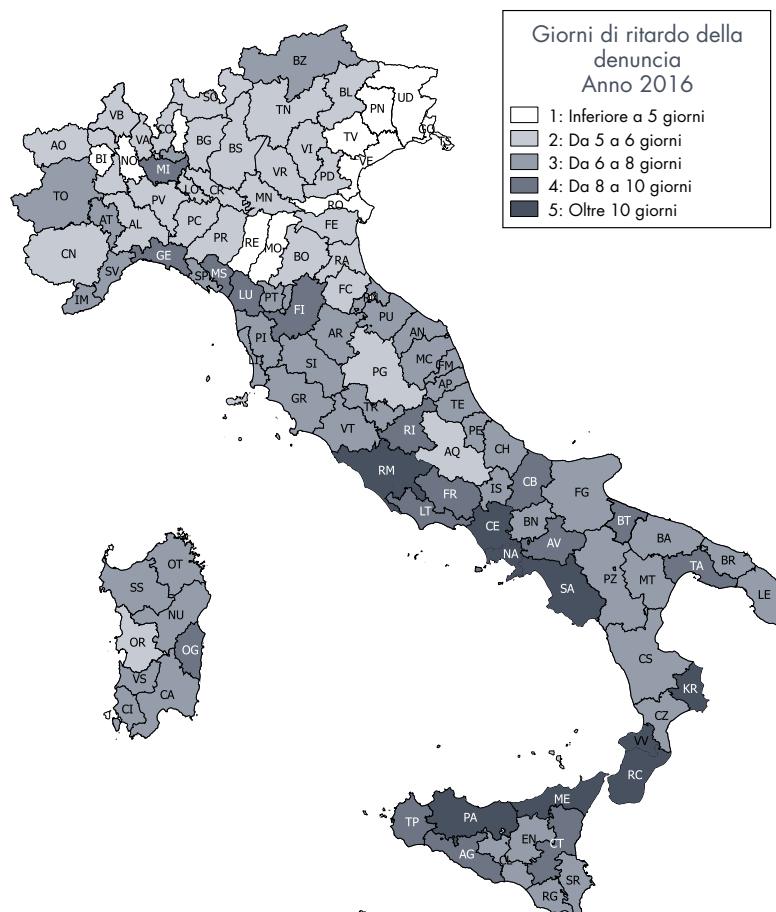 Giorni di ritardo della
denuncia
Anno 2016
1: Inferiore a 5 giorni
2: Da 5 a 6 giorni
3: Da 6 a 8 giorni
4: Da 8 a 10 giorni
5: Oltre 10 giorni
BZ
SO
BL
UD
PN
TN
VB
CO
VA
BG
BS
TV
GO
AO
BI
NO
MI
VI
VE
TO
LO
CR
VR
PD
PV
MN
RO
AT
AL
PC
PR
RE
MO
FE
CN
GE
BO
RA
SV
SP
MS
IM
LU
PT
FI
FC
RN
PU
PI
AR
AN
LI
SI
PG
MC
FM
AP
GR
TR
TE
VT
RI
PE
AQ
CH
RM
FR
IS
CB
FG
LT
CE
BN
BT
NA
AV
BA
SA
PZ
MT
TA
BR
LE
OT
SS
NU
OR
OG
VS
CI
CA
CS
KR
CZ
VV
RC
ME
TP
PA
EN
CT
AG
SR
RG